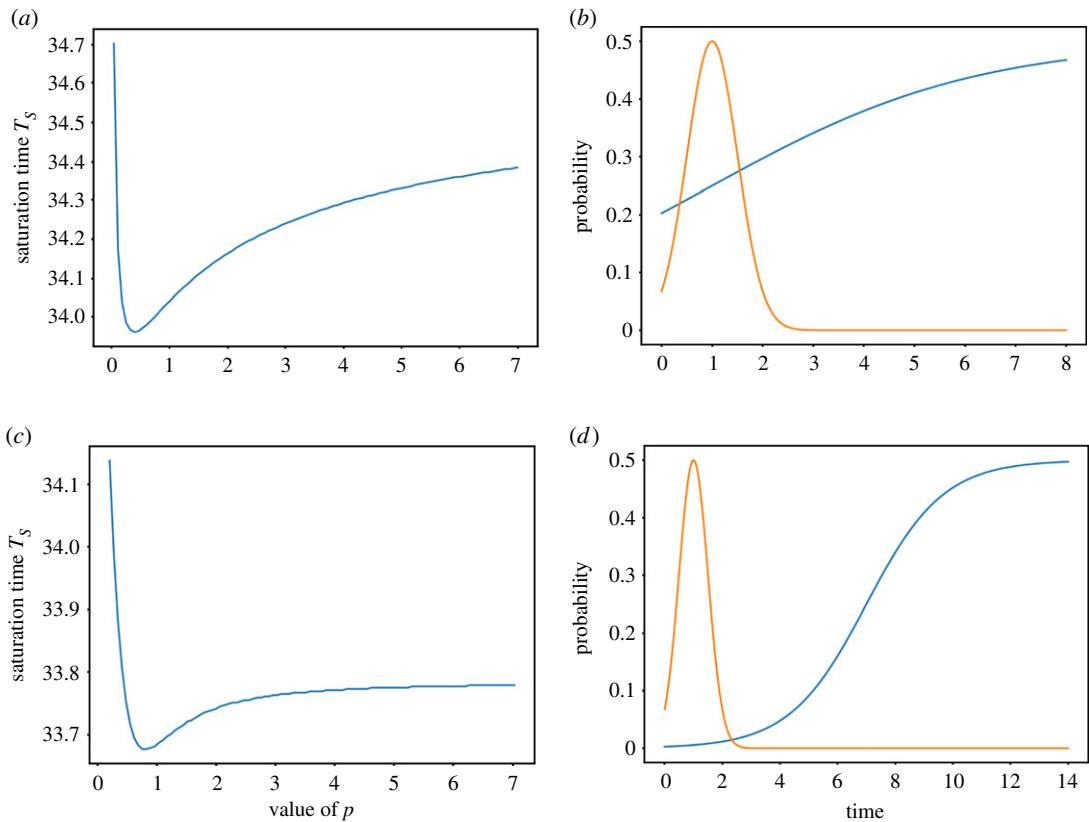 (a)
saturation time T_S
34.7
34.6
34.5
34.4
34.3
34.2
34.1
34.0
0 1 2 3 4 5 6 7
(b)
probability
0.5
0.4
0.3
0.2
0.1
0
0 1 2 3 4 5 6 7 8
(c)
saturation time T_S
34.1
34.0
33.9
33.8
33.7
0 1 2 3 4 5 6 7
value of p
(d)
probability
0.5
0.4
0.3
0.2
0.1
0
0 2 4 6 8 10 12 14
time